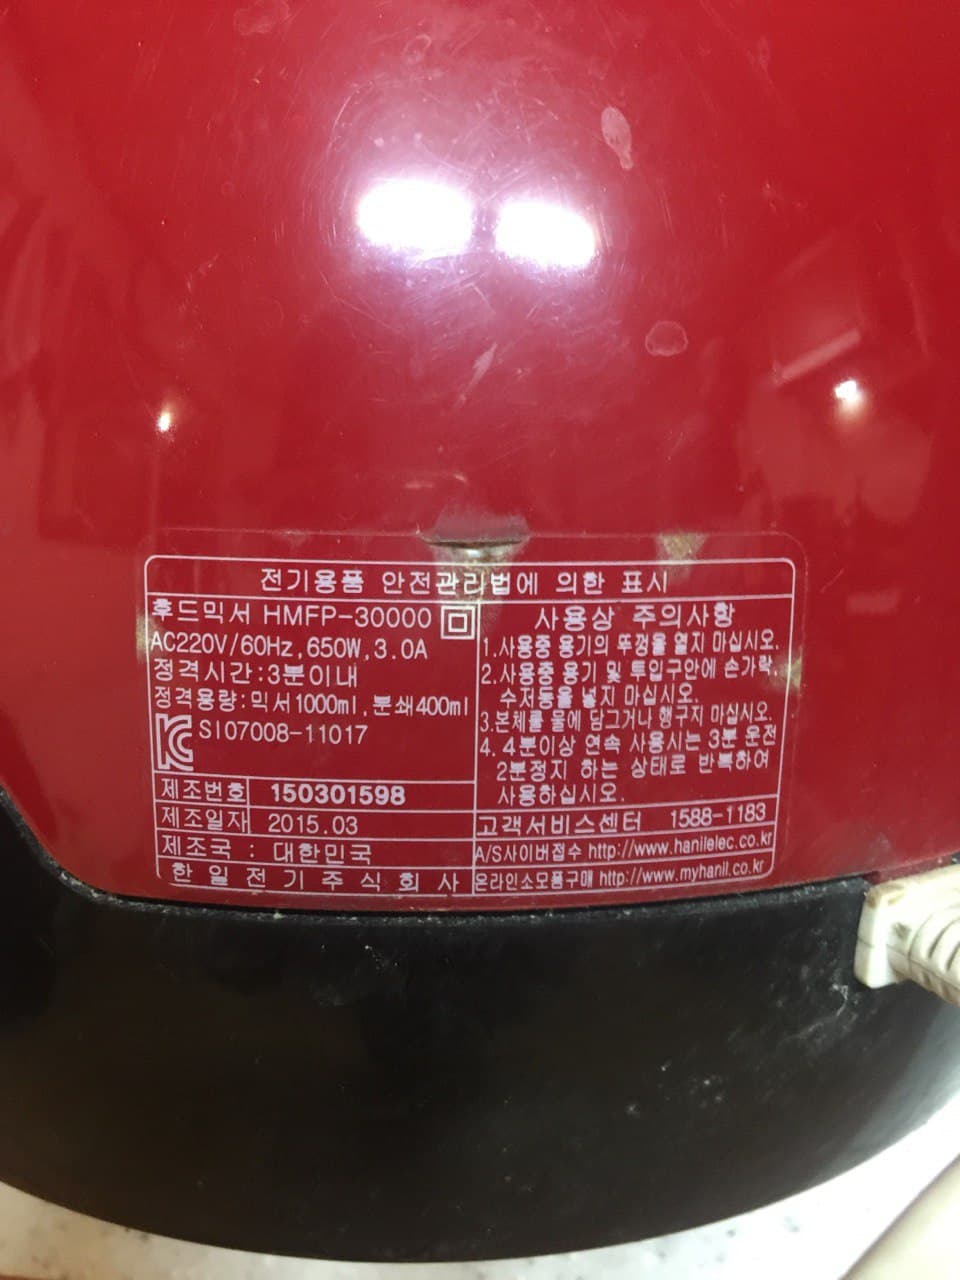 전기용품 안전관리법에 의한 표시
후드믹서 HMFP-30000
AC220V/60Hz, 650W, 3.0A
정격시간:3분이내
정격용량:믹서1000ml, 분쇄400ml
SI07008-11017
제조번호 150301598
제조일자 2015.03
제조국 : 대한민국
한일전기주식회사
사용상 주의사항
1.사용중 용기의 뚜껑을 열지 마십시오.
2.사용중 용기 및 투입구안에 손가락,
수저등을 넣지 마십시오.
3.본체를 물에 담그거나 행구지 마십시오.
4. 4분이상 연속 사용시는 3분 운전
2분정지 하는 상태로 반복하여
사용하십시오.
고객서비스센터 1588-1183
A/S사이버접수 http://www.hanilelec.co.kr
온라인소모품구매 http://www.myhanil.co.kr